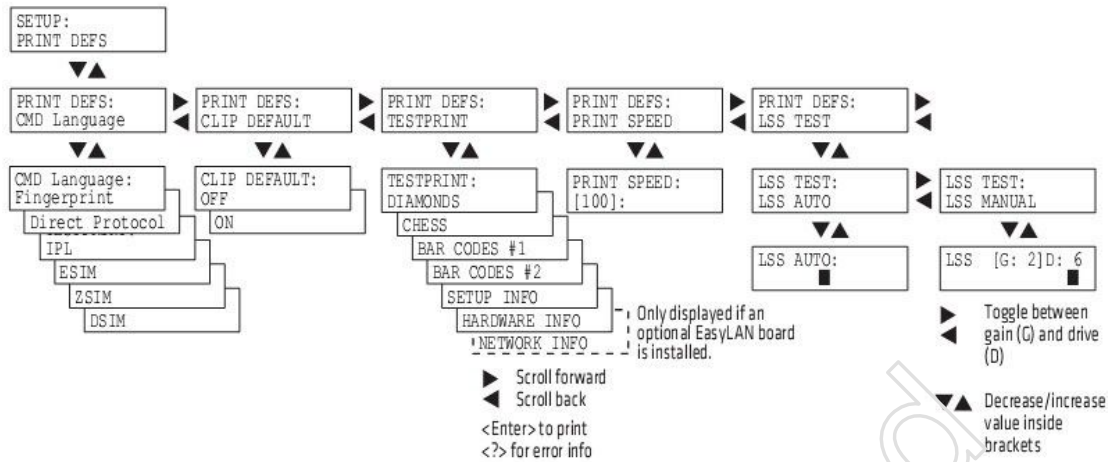 SETUP:
PRINT DEFS
PRINT DEFS:
CMD Language
PRINT DEFS:
CLIP DEFAULT
PRINT DEFS:
TESTPRINT
PRINT DEFS:
PRINT SPEED
PRINT DEFS:
LSS TEST
CMD Language:
Fingerprint
Direct Protocol
IPL
ESIM
ZSIM
DSIM
CLIP DEFAULT:
OFF
ON
TESTPRINT:
DIAMONDS
CHESS
BAR CODES #1
BAR CODES #2
SETUP INFO
HARDWARE INFO
NETWORK INFO
Only displayed if an
optional EasyLAN board
is installed.
Scroll forward
Scroll back
<Enter> to print
<?> for error info
PRINT SPEED:
[100]:
LSS TEST:
LSS AUTO
LSS AUTO:
LSS TEST:
LSS MANUAL
LSS [G: 2]D: 6
Toggle between
gain (G) and drive
(D)
Decrease/increase
value inside
brackets